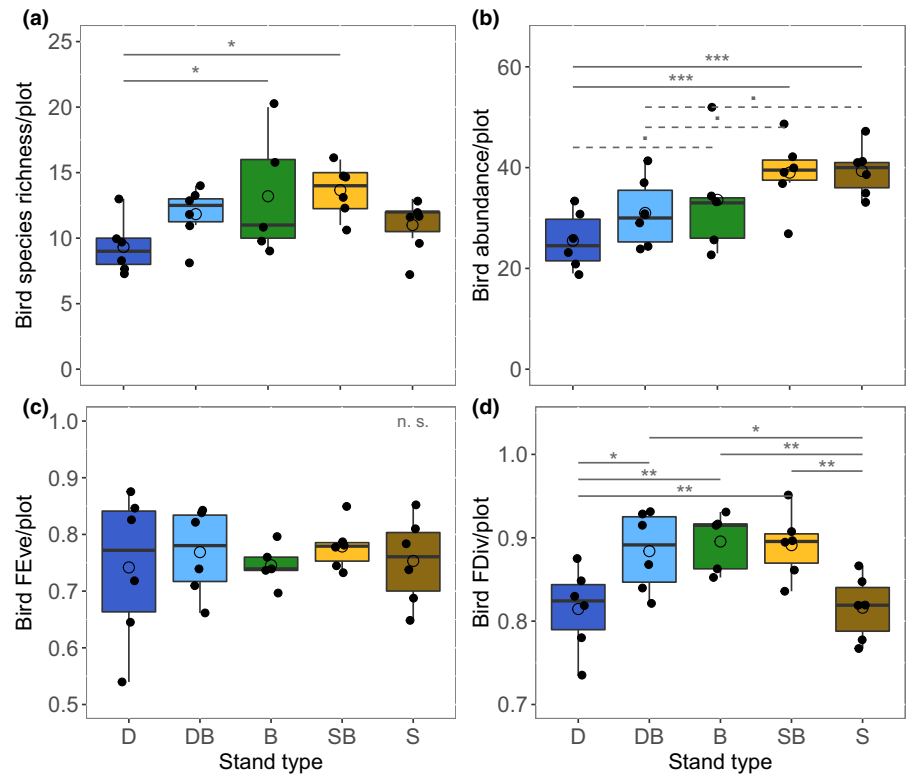 (a)
Bird species richness/plot
25
20
15
10
5
0
*
*
(b)
Bird abundance/plot
60
40
20
0
***
***
.
.
.
(c)
Bird FEve/plot
1.0
0.9
0.8
0.7
0.6
0.5
n. s.
D DB B SB S
Stand type
(d)
Bird FDiv/plot
1.0
0.9
0.8
0.7
*
* **
** **
**
D DB B SB S
Stand type